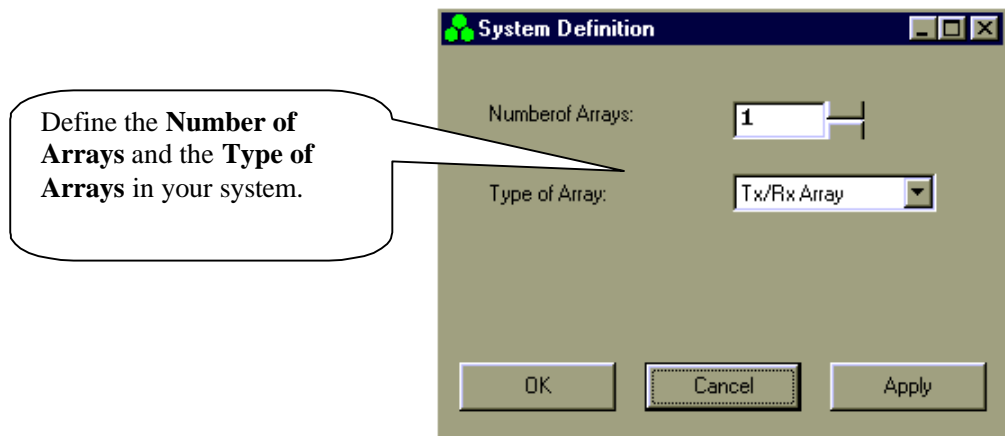 System Definition
Define the Number of
Arrays and the Type of
Arrays in your system.
Numberof Arrays:
1
Type of Array:
Tx/Rx Array
OK
Cancel
Apply